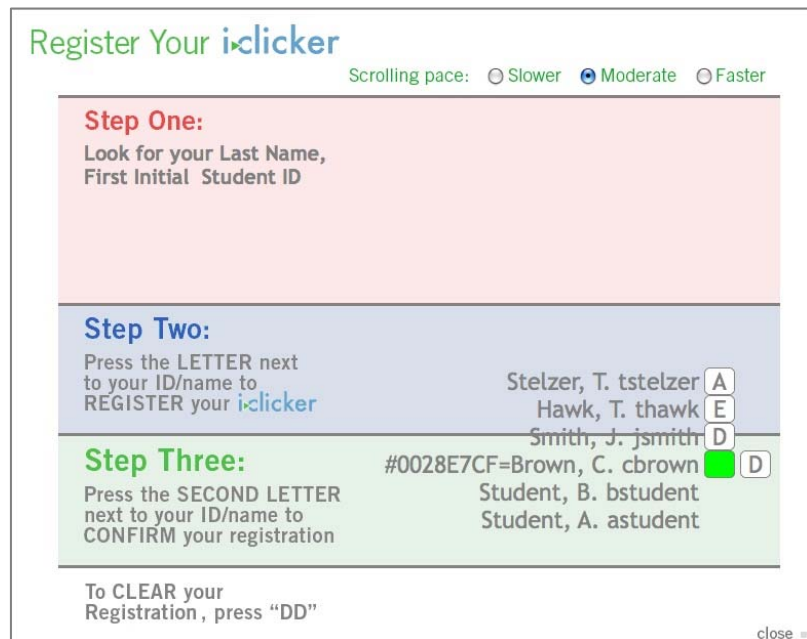 Register Your i>clicker
Scrolling pace: Slower Moderate Faster
Step One:
Look for your Last Name,
First Initial Student ID
Step Two:
Press the LETTER next
to your ID/name to
REGISTER your i>clicker
Stelzer, T. tstelzer A
Hawk, T. thawk E
Smith, J. jsmith D
Step Three:
Press the SECOND LETTER
next to your ID/name to
CONFIRM your registration
#0028E7CF=Brown, C. cbrown D
Student, B. bstudent
Student, A. astudent
To CLEAR your
Registration, press “DD”
close